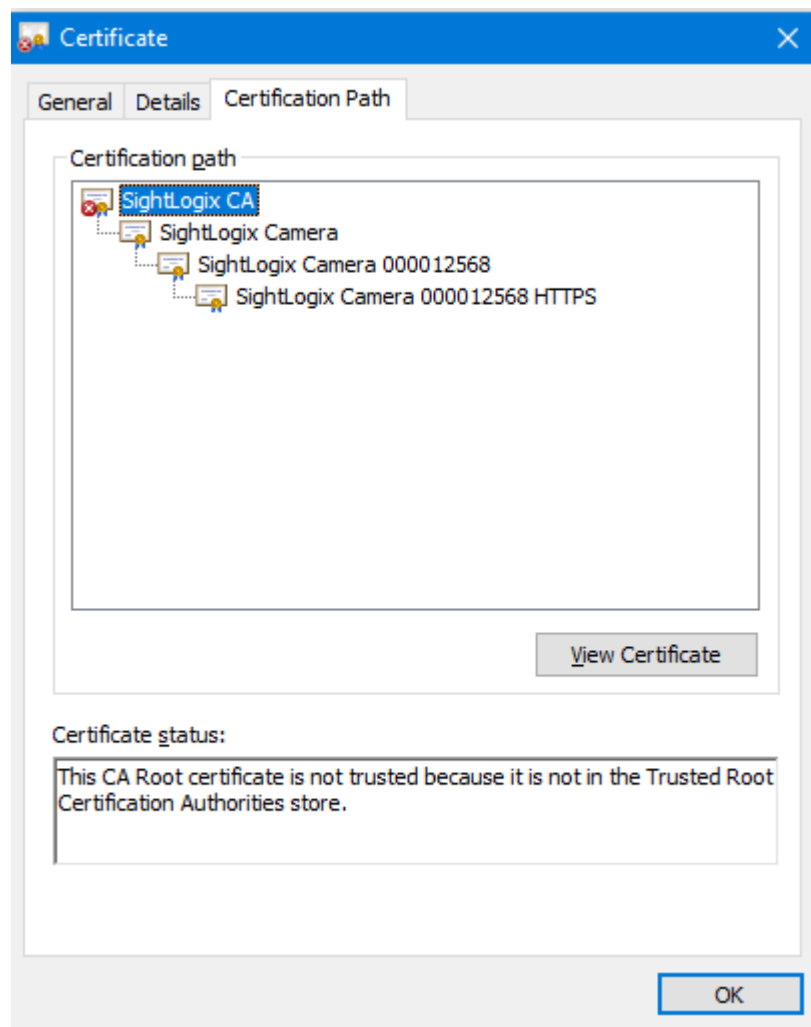 Certificate
General Details Certification Path
Certification path
SightLogix CA
SightLogix Camera
SightLogix Camera 000012568
SightLogix Camera 000012568 HTTPS
View Certificate
Certificate status:
This CA Root certificate is not trusted because it is not in the Trusted Root
Certification Authorities store.
OK